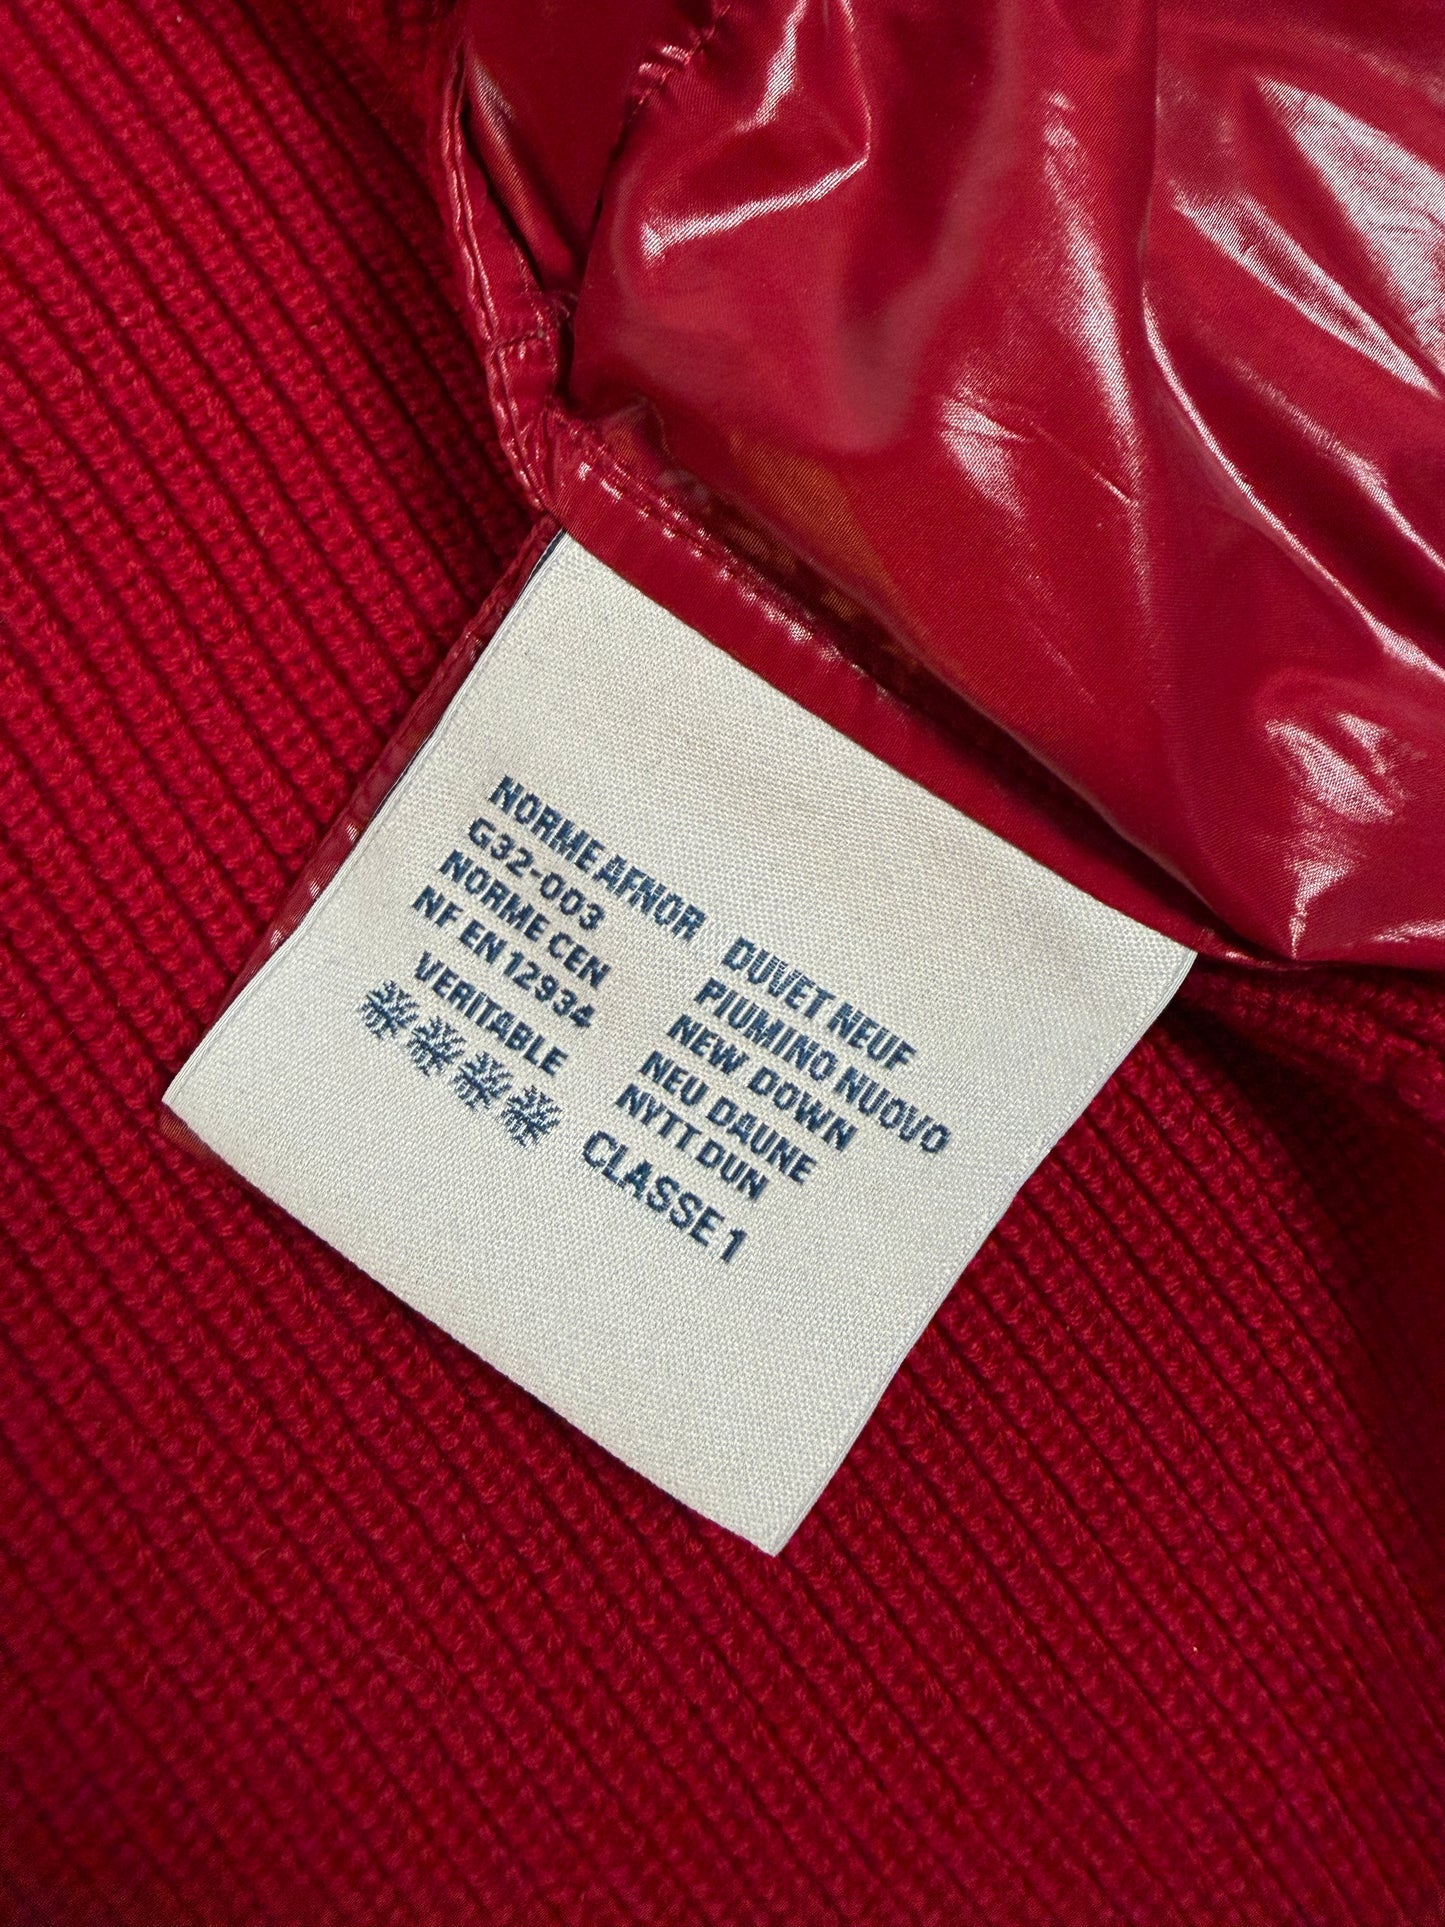 NORME AFNOR
G32-003
NORME CEN
NF EN 12934
VERITABLE
DUVET NEUF
PIUMINO NUOVO
NEW DOWN
NEU DAUNE
NYTT DUN
CLASSE 1